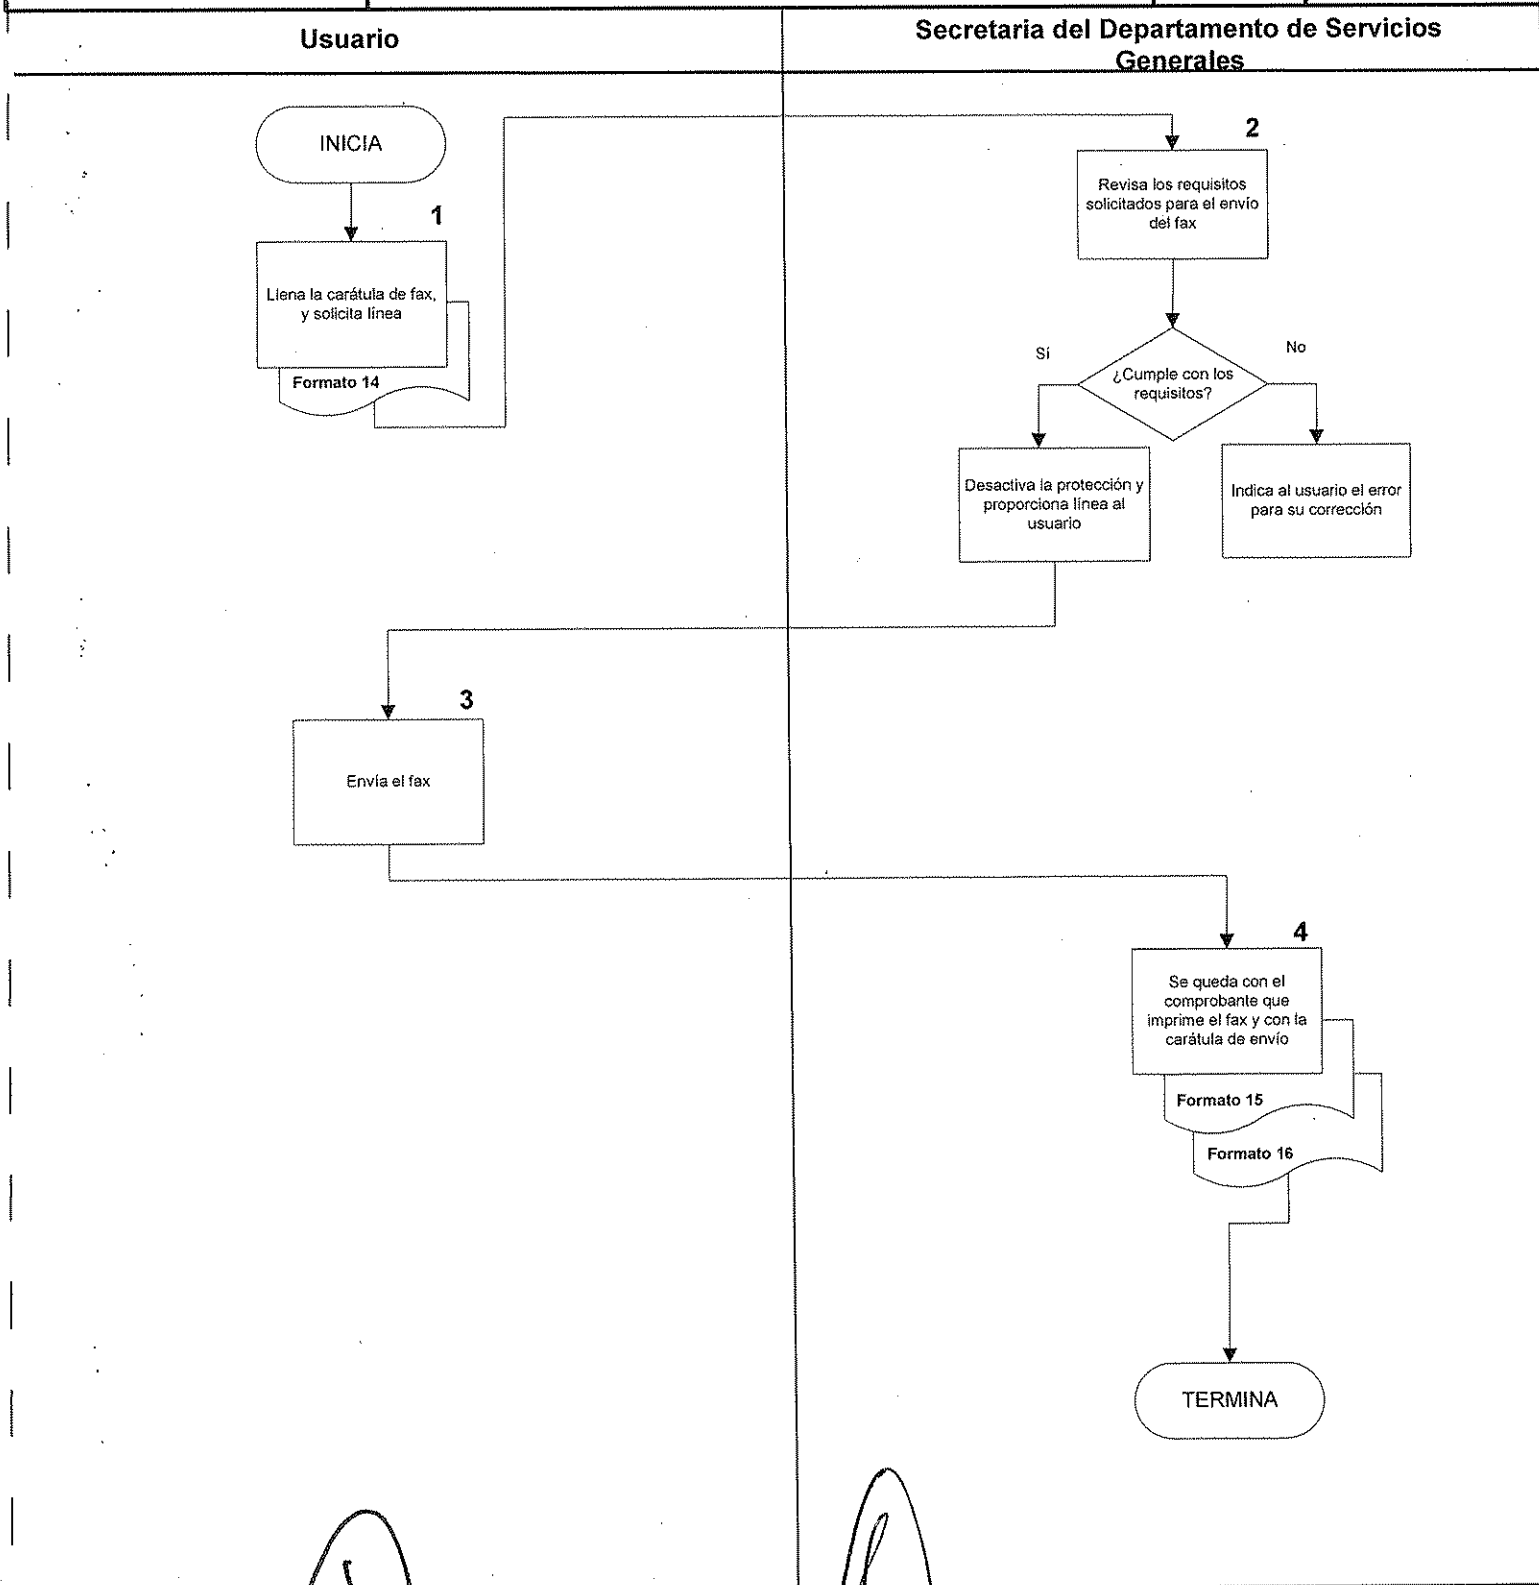 Usuario
Secretaria del Departamento de Servicios
Generales
INICIA
1
Llena la carátula de fax,
y solicita línea
Formato 14
2
Revisa los requisitos
solicitados para el envío
del fax
¿Cumple con los
requisitos?
Sí
No
Desactiva la protección y
proporciona línea al
usuario
Indica al usuario el error
para su corrección
3
Envía el fax
4
Se queda con el
comprobante que
imprime el fax y con la
carátula de envío
Formato 15
Formato 16
TERMINA